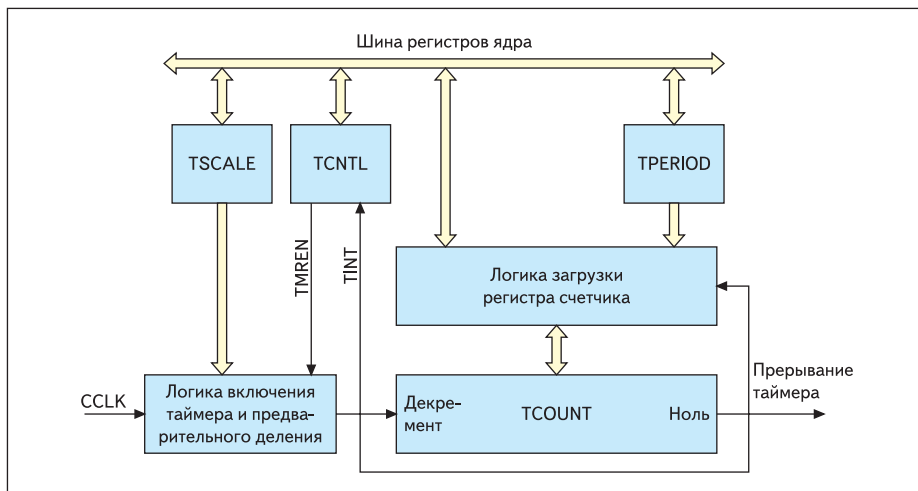 Шина регистров ядра
TSCALE
TCNTL
TPERIOD
TMREN
TINT
Логика загрузки
регистра счетчика
CCLK
Логика включения
таймера и предва-
рительного деления
Декре-
мент
TCOUNT
Ноль
Прерывание
таймера